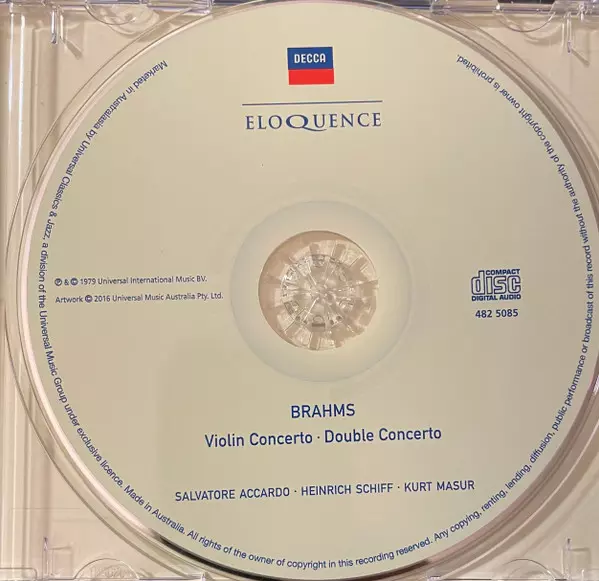 DECCA
ELOQUENCE
℗ & © 1979 Universal International Music BV.
Artwork © 2016 Universal Music Australia Pty. Ltd.
COMPACT
disc
DIGITAL AUDIO
482 5085
BRAHMS
Violin Concerto · Double Concerto
SALVATORE ACCARDO · HEINRICH SCHIFF · KURT MASUR
Marketed in Australasia by Universal Classics & Jazz, a division of the Universal Music Group under exclusive licence. Made in Australia. All rights of the owner of copyright in this recording reserved. Any copying, renting, lending, diffusion, public performance or broadcast of this record without the authority of the copyright owner is prohibited.